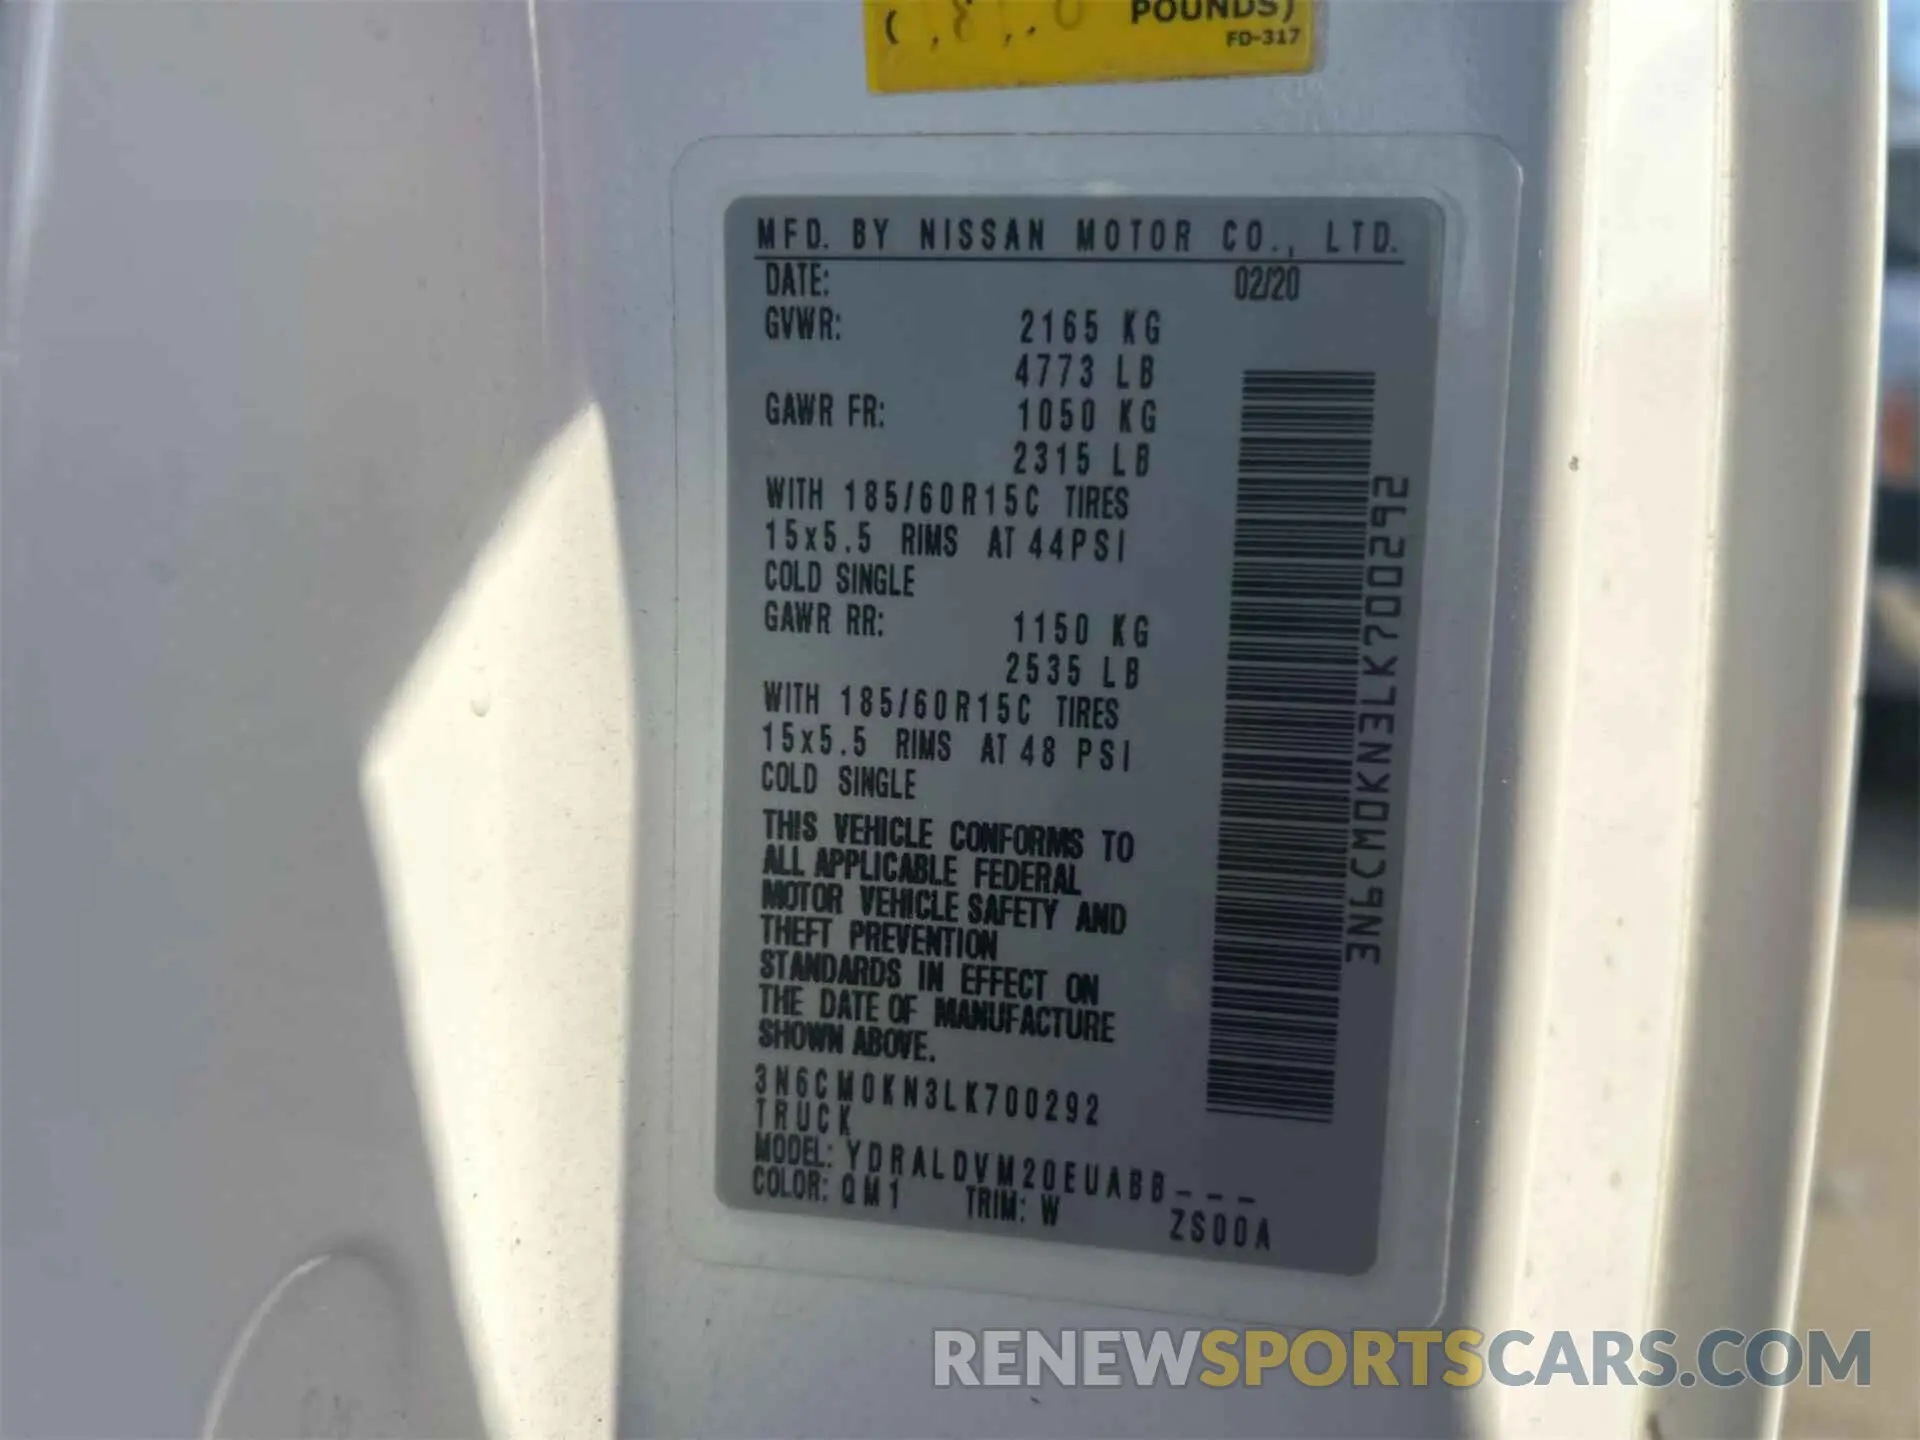 POUNDS)
FD-317
MFD. BY NISSAN MOTOR CO., LTD.
DATE: 02/20
GVWR: 2165 KG
4773 LB
GAWR FR: 1050 KG
2315 LB
WITH 185/60R15C TIRES
15x5.5 RIMS AT 44PSI
COLD SINGLE
GAWR RR: 1150 KG
2535 LB
WITH 185/60R15C TIRES
15x5.5 RIMS AT 48 PSI
COLD SINGLE
THIS VEHICLE CONFORMS TO
ALL APPLICABLE FEDERAL
MOTOR VEHICLE SAFETY AND
THEFT PREVENTION
STANDARDS IN EFFECT ON
THE DATE OF MANUFACTURE
SHOWN ABOVE.
3N6CM0KN3LK700292
TRUCK
MODEL: YDRALDVM20EUABB---
COLOR: QM1 TRIM: W ZS00A
3N6CM0KN3LK700292
RENEWSPORTSCARS.COM